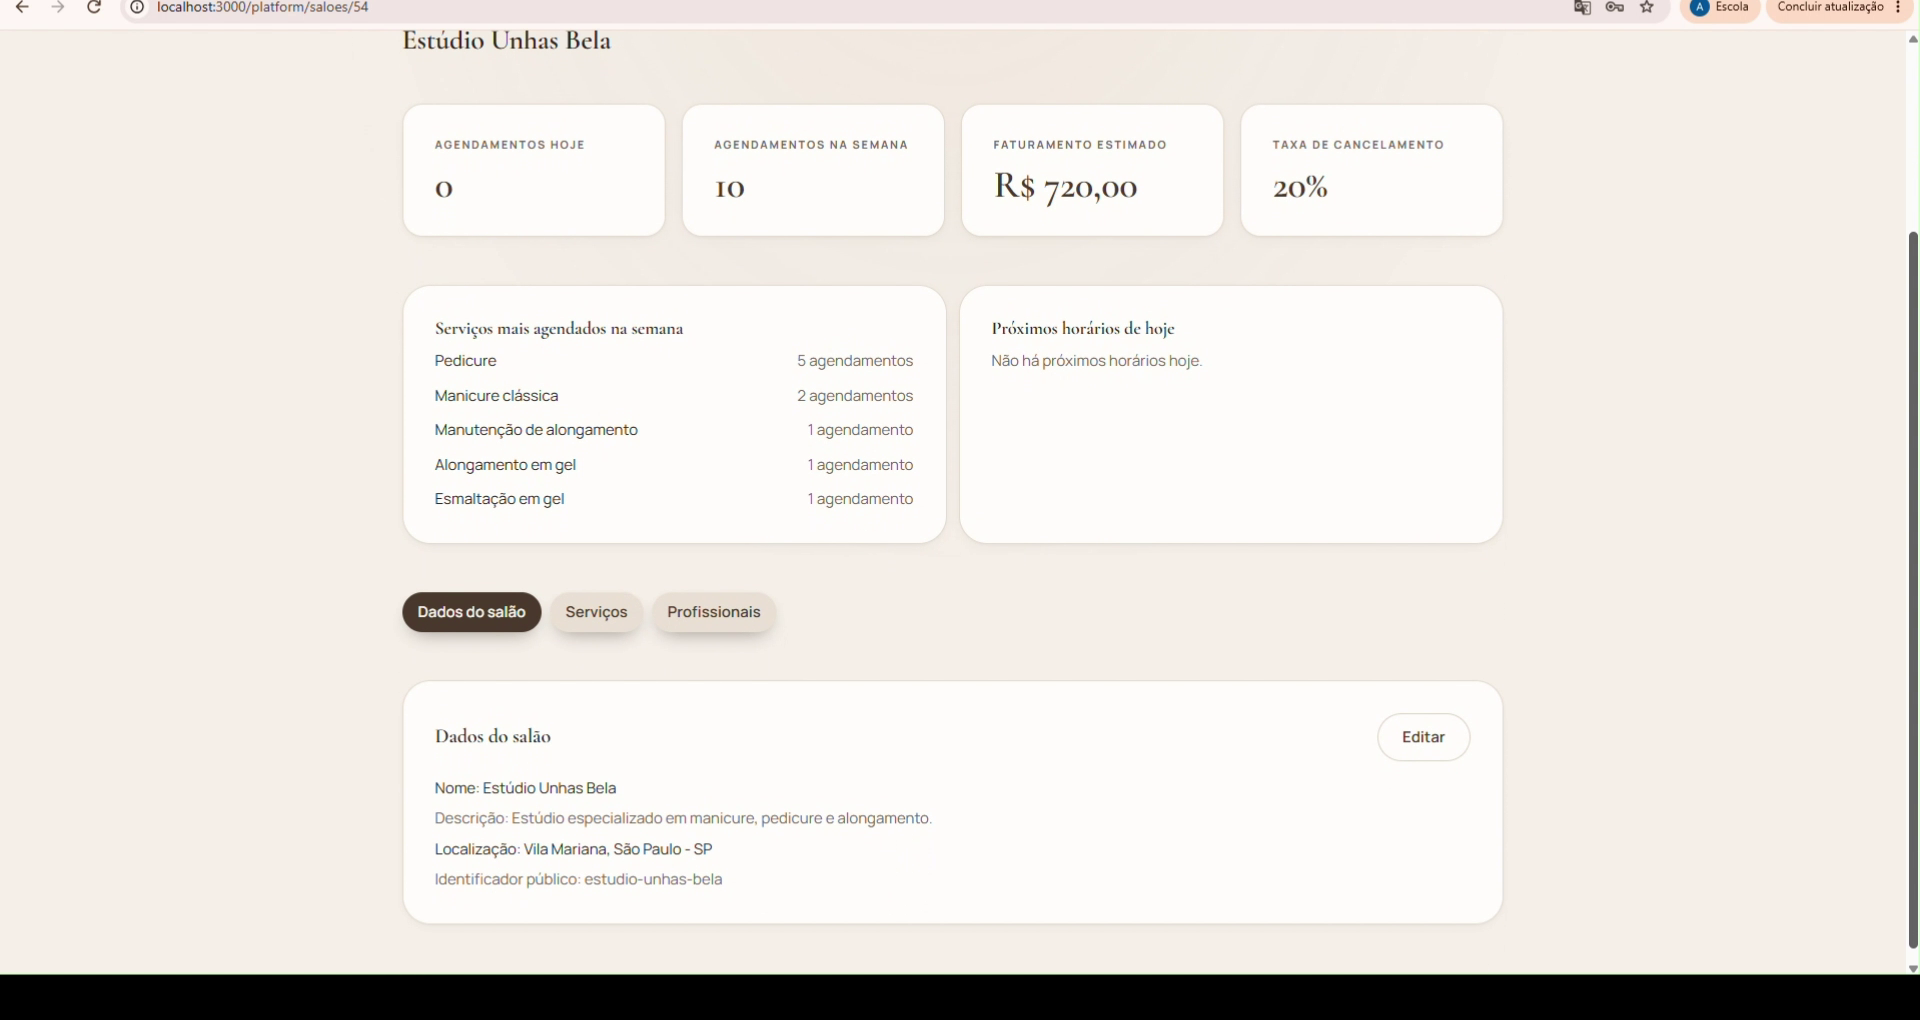 localhost:3000/platform/saloes/54
A Escola
Concluir atualização
Estúdio Unhas Bela
AGENDAMENTOS HOJE
0
AGENDAMENTOS NA SEMANA
10
FATURAMENTO ESTIMADO
R$ 720,00
TAXA DE CANCELAMENTO
20%
Serviços mais agendados na semana
Pedicure 5 agendamentos
Manicure clássica 2 agendamentos
Manutenção de alongamento 1 agendamento
Alongamento em gel 1 agendamento
Esmaltação em gel 1 agendamento
Próximos horários de hoje
Não há próximos horários hoje.
Dados do salão
Serviços
Profissionais
Dados do salão
Editar
Nome: Estúdio Unhas Bela
Descrição: Estúdio especializado em manicure, pedicure e alongamento.
Localização: Vila Mariana, São Paulo - SP
Identificador público: estudio-unhas-bela